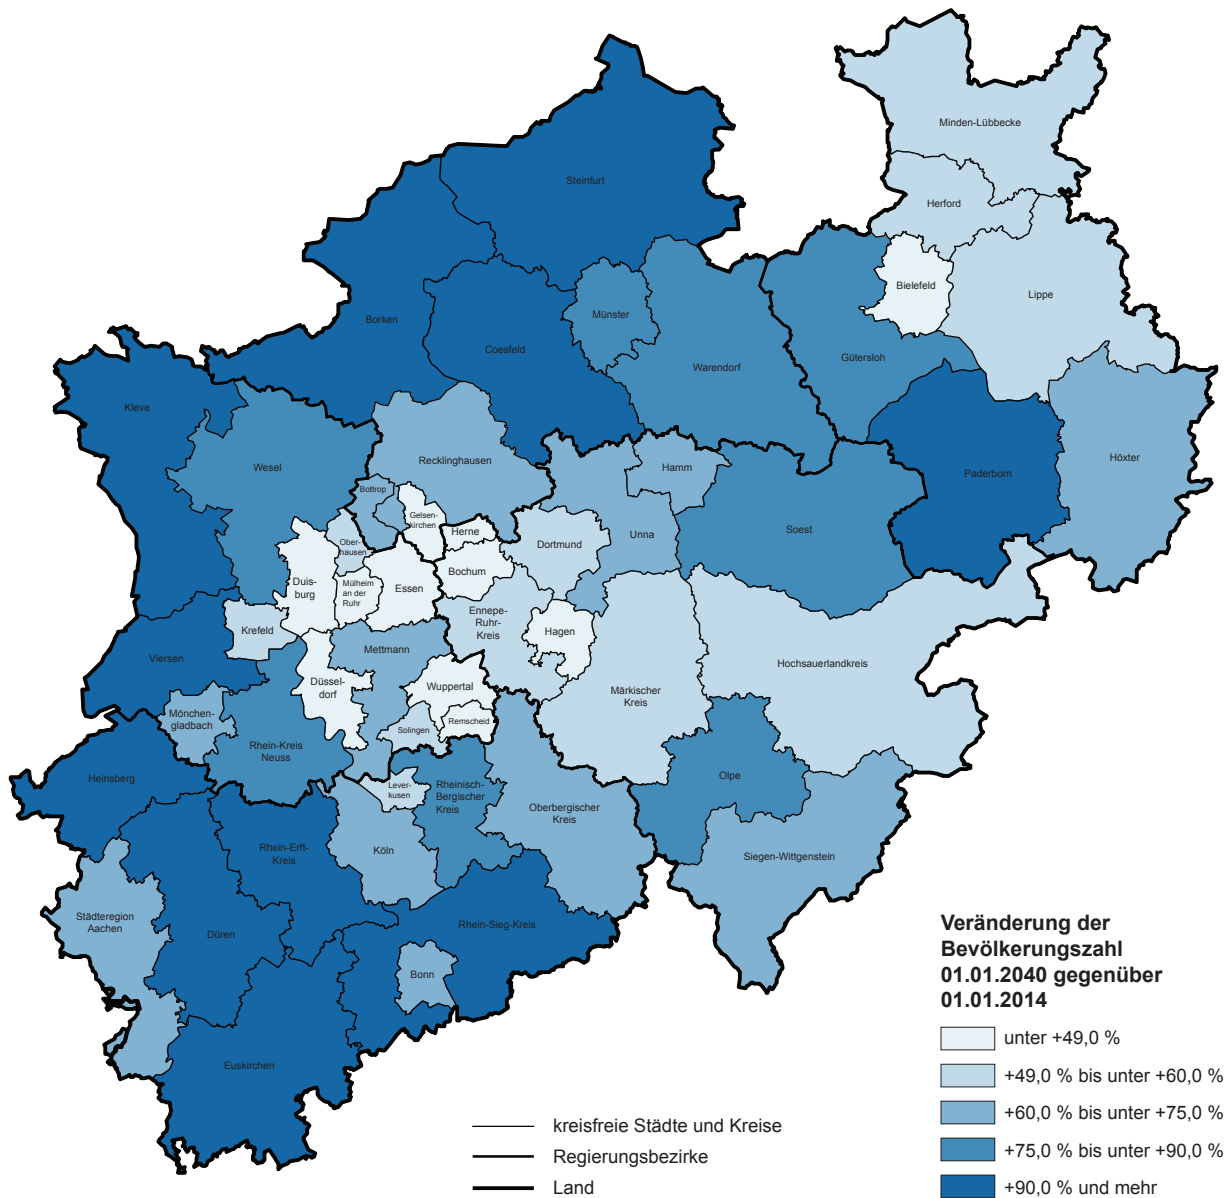 Minden-Lübbecke
Steinfurt
Herford
Bielefeld
Lippe
Borken
Münster
Coesfeld
Warendorf
Gütersloh
Kleve
Wesel
Recklinghausen
Hamm
Paderborn
Höxter
Bottrop
Gelsen-
kirchen
Ober-
hausen
Herne
Dortmund
Unna
Soest
Duis-
burg
Mülheim
an der
Ruhr
Essen
Bochum
Krefeld
Ennepe-
Ruhr-
Kreis
Hagen
Viersen
Mettmann
Hochsauerlandkreis
Düssel-
dorf
Wuppertal
Märkischer
Kreis
Mönchen-
gladbach
Solingen
Remscheid
Rhein-Kreis
Neuss
Heinsberg
Lever-
kusen
Rheinisch-
Bergischer
Kreis
Olpe
Oberbergischer
Kreis
Rhein-Erft-
Kreis
Köln
Siegen-Wittgenstein
Städteregion
Aachen
Düren
Rhein-Sieg-Kreis
Bonn
Euskirchen
Veränderung der
Bevölkerungszahl
01.01.2040 gegenüber
01.01.2014
unter +49,0 %
+49,0 % bis unter +60,0 %
+60,0 % bis unter +75,0 %
+75,0 % bis unter +90,0 %
+90,0 % und mehr
kreisfreie Städte und Kreise
Regierungsbezirke
Land